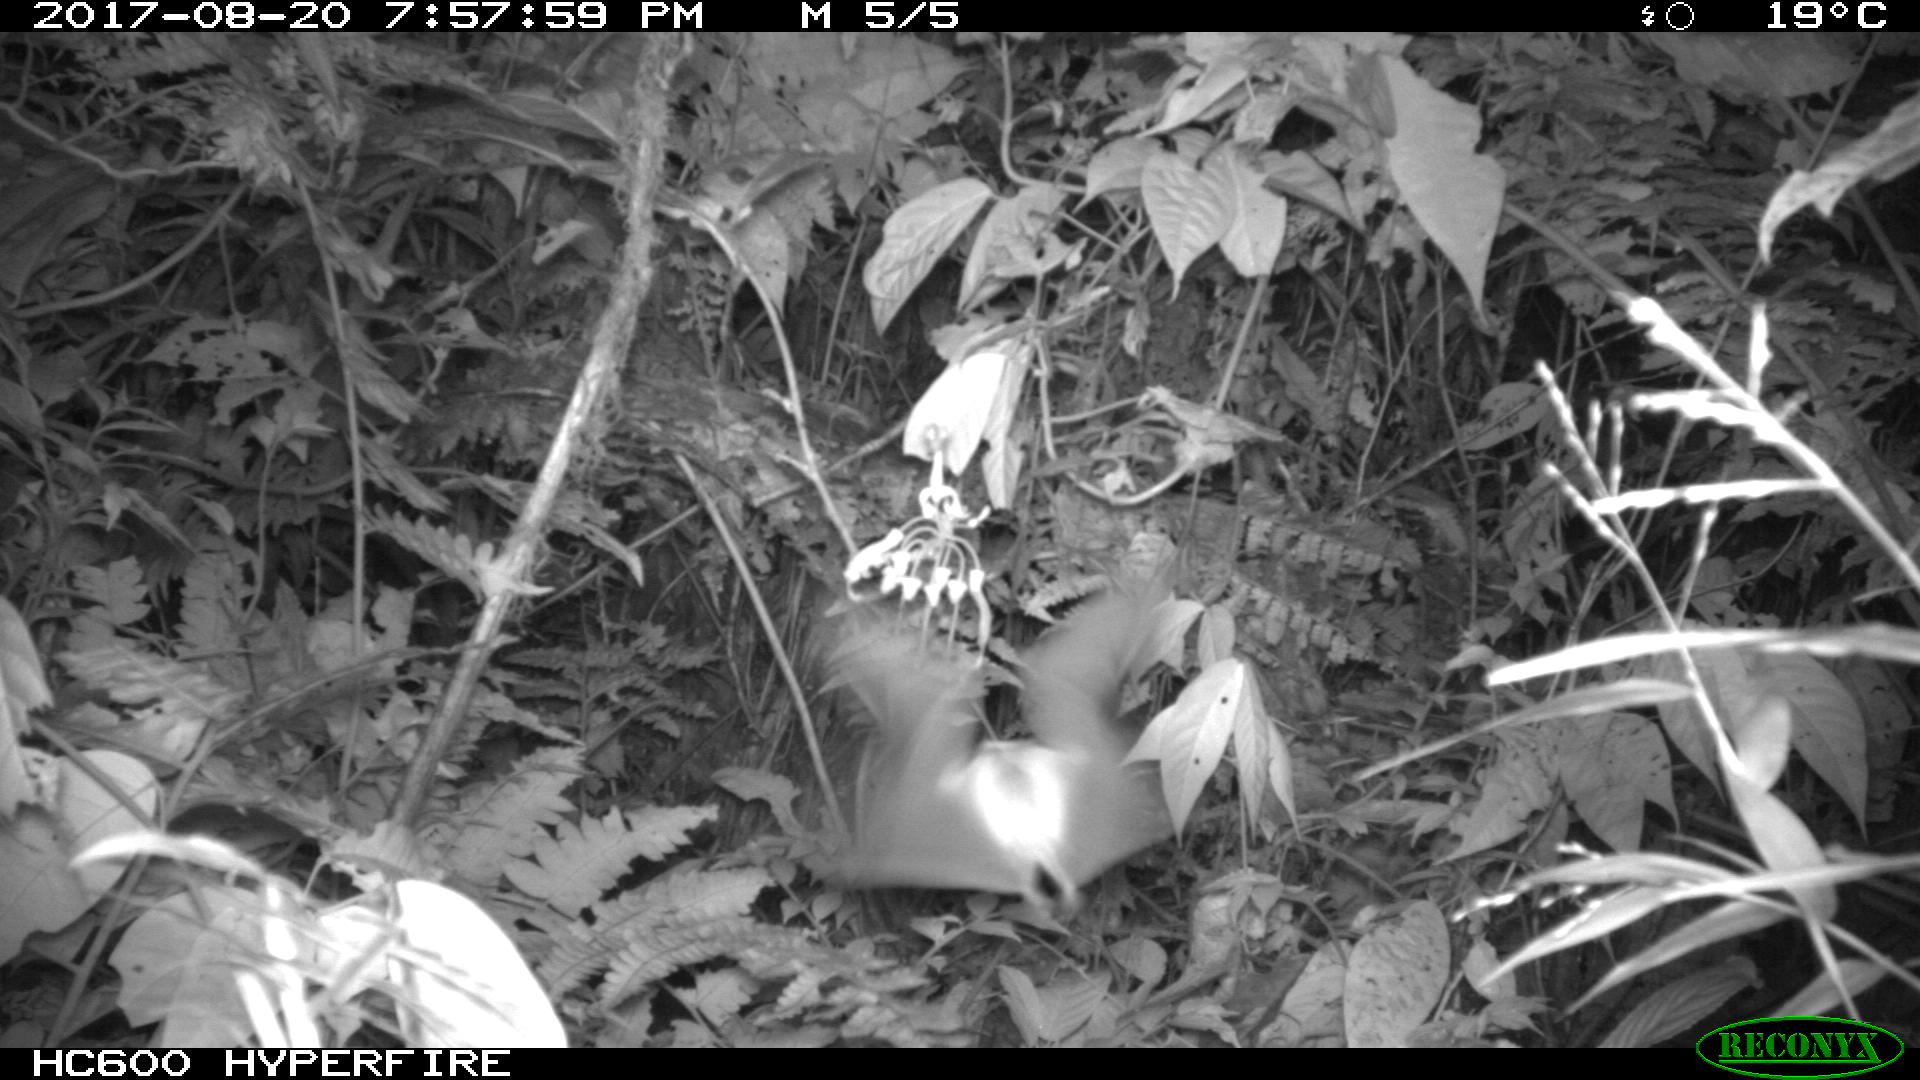 2017-08-20 7:57:59 PM M 5/5 19°C
HC600 HYPERFIRE
RECONYX